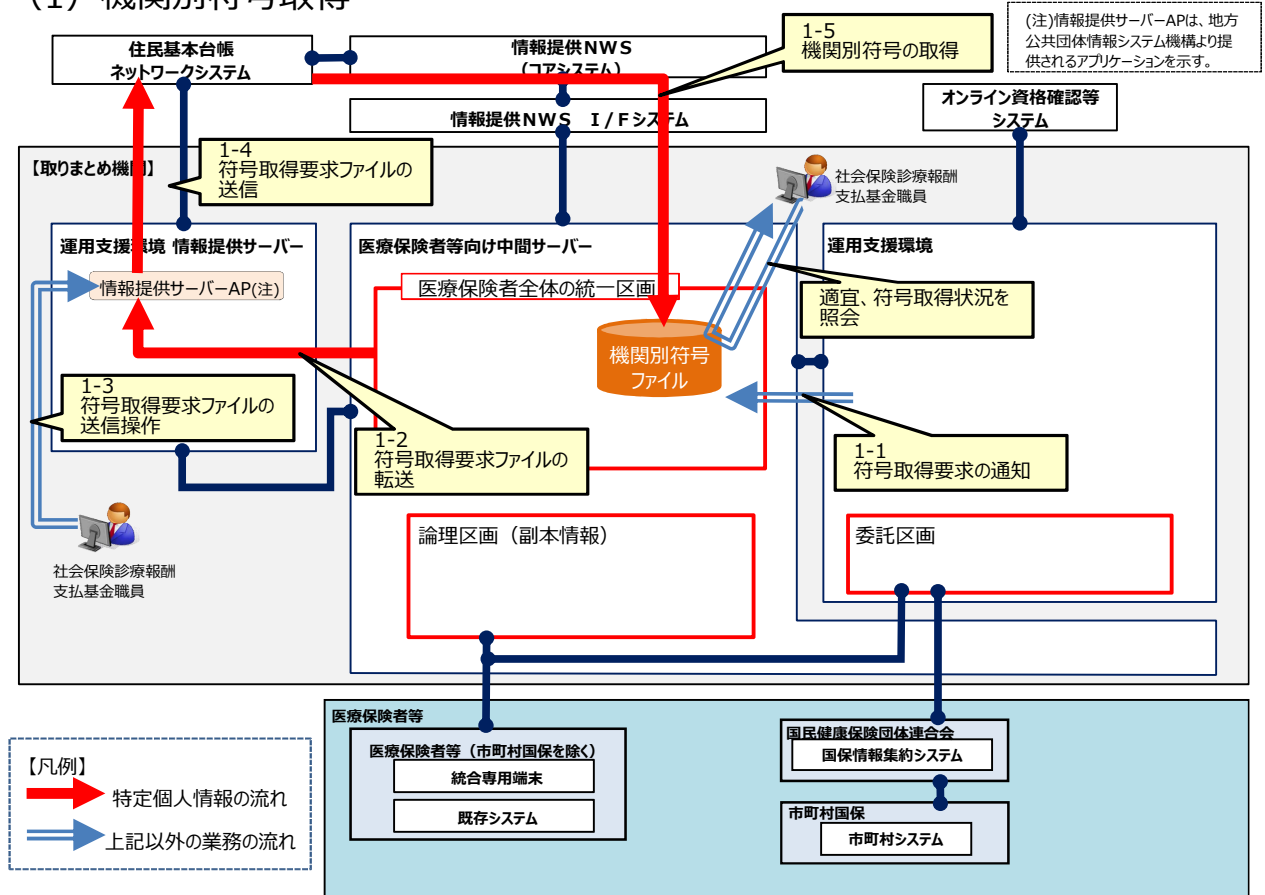 (1) 機関別符号取得
住民基本台帳
ネットワークシステム
情報提供NWS
(コアシステム)
1-5
機関別符号の取得
(注)情報提供サーバーAPは、地方
公共団体情報システム機構より提
供されるアプリケーションを示す。
情報提供NWS I/Fシステム
オンライン資格確認等
システム
【取りまとめ機関】
1-4
符号取得要求ファイルの
送信
社会保険診療報酬
支払基金職員
運用支援環境 情報提供サーバー
医療保険者等向け中間サーバー
運用支援環境
情報提供サーバーAP(注)
医療保険者全体の統一区画
適宜、符号取得状況を
照会
機関別符号
ファイル
1-3
符号取得要求ファイルの
送信操作
1-2
符号取得要求ファイルの
転送
1-1
符号取得要求の通知
論理区画(副本情報)
委託区画
社会保険診療報酬
支払基金職員
医療保険者等
医療保険者等(市町村国保を除く)
統合専用端末
既存システム
国民健康保険団体連合会
国保情報集約システム
市町村国保
市町村システム
【凡例】
特定個人情報の流れ
上記以外の業務の流れ